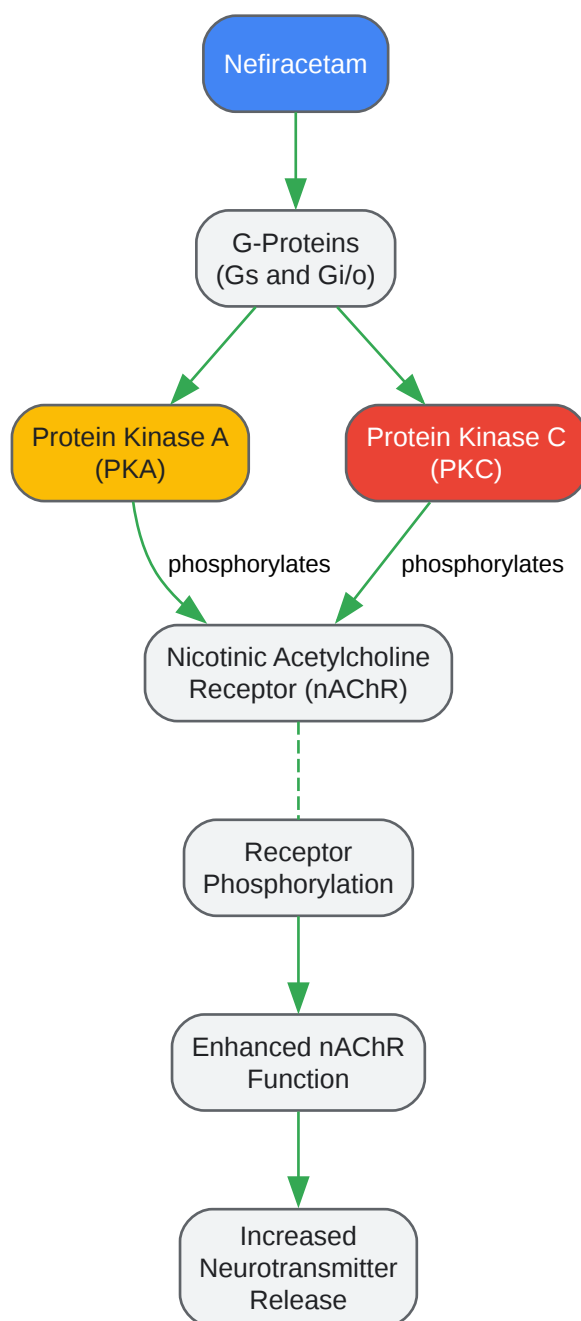 Nefiracetam
G-Proteins
(Gs and Gi/o)
Protein Kinase A
(PKA)
Protein Kinase C
(PKC)
phosphorylates
phosphorylates
Nicotinic Acetylcholine
Receptor (nAChR)
Receptor
Phosphorylation
Enhanced nAChR
Function
Increased
Neurotransmitter
Release